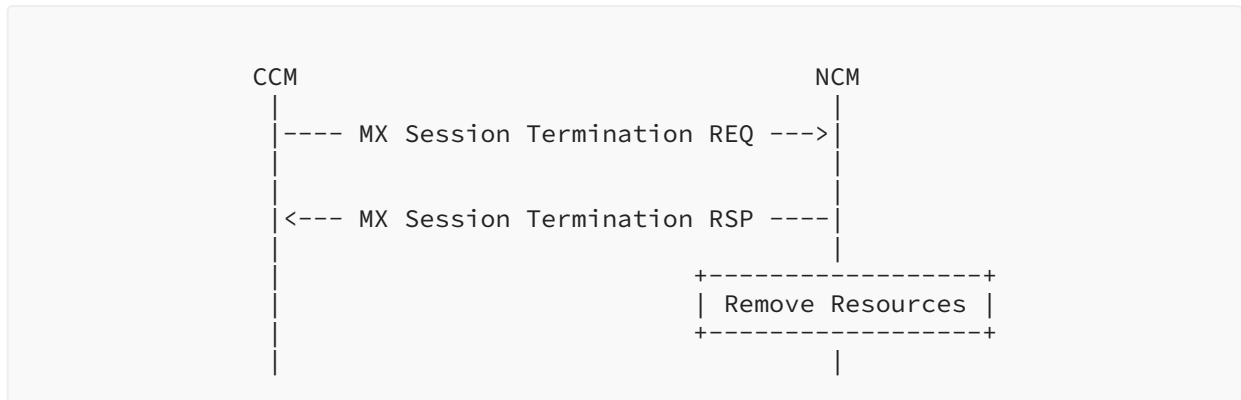 CCM NCM
MX Session Termination REQ
MX Session Termination RSP
Remove Resources